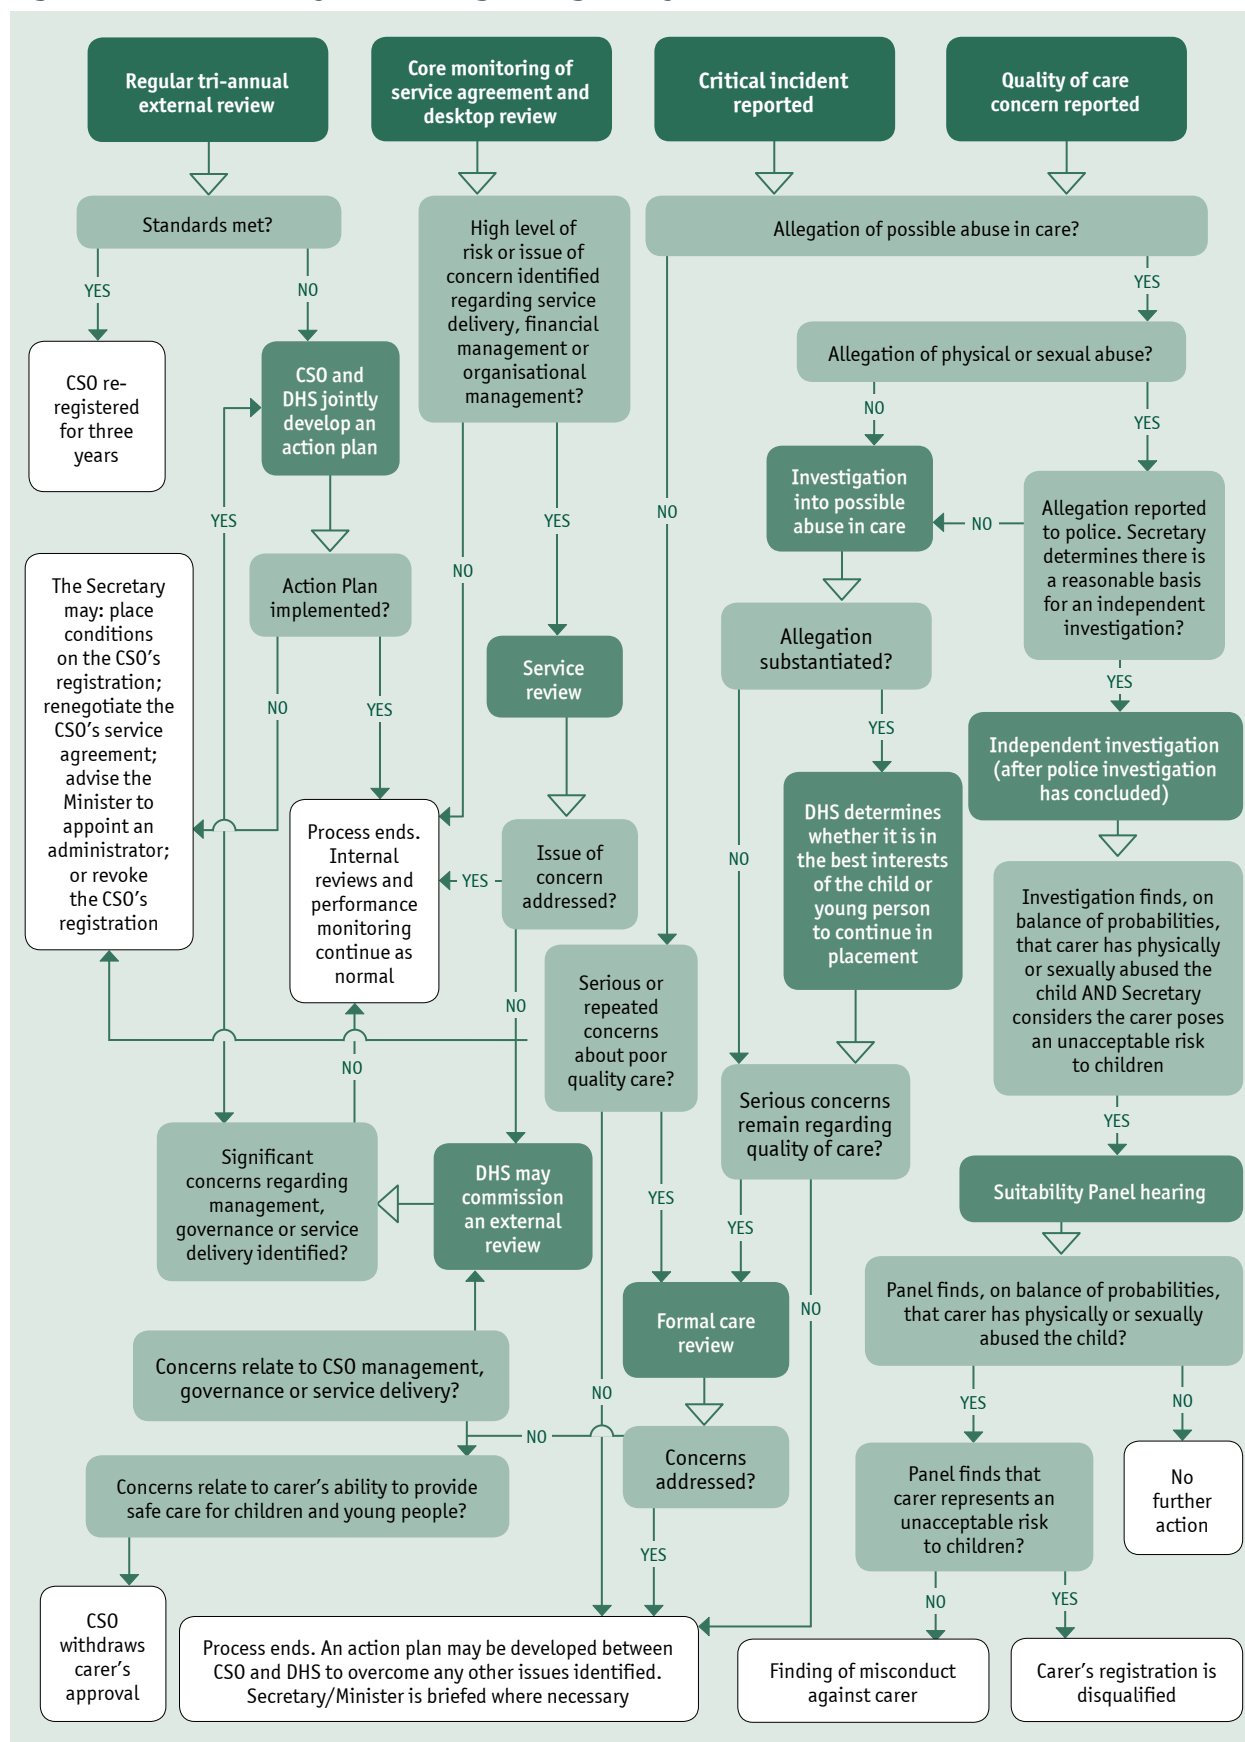 Regular tri-annual
external review
Core monitoring of
service agreement and
desktop review
Critical incident
reported
Quality of care
concern reported
Standards met?
High level of
risk or issue of
concern identified
regarding service
delivery, financial
management or
organisational
management?
Allegation of possible abuse in care?
YES
NO
YES
CSO re-
registered
for three
years
CSO and
DHS jointly
develop an
action plan
Allegation of physical or sexual abuse?
NO
YES
Investigation
into possible
abuse in care
NO
Allegation reported
to police. Secretary
determines there is
a reasonable basis
for an independent
investigation?
YES
YES
NO
NO
The Secretary
may: place
conditions
on the CSO's
registration;
renegotiate the
CSO's service
agreement;
advise the
Minister to
appoint an
administrator;
or revoke
the CSO's
registration
Action Plan
implemented?
Allegation
substantiated?
Service
review
NO
YES
YES
YES
Independent investigation
(after police investigation
has concluded)
DHS determines
whether it is in
the best interests
of the child or
young person
to continue in
placement
Process ends.
Internal
reviews and
performance
monitoring
continue as
normal
YES
Issue of
concern
addressed?
NO
Investigation finds, on
balance of probabilities,
that carer has physically
or sexually abused the
child AND Secretary
considers the carer poses
an unacceptable risk
to children
NO
Serious or
repeated
concerns
about poor
quality care?
NO
Serious concerns
remain regarding
quality of care?
YES
Significant
concerns regarding
management,
governance or service
delivery identified?
DHS may
commission
an external
review
YES
YES
Suitability Panel hearing
Formal care
review
NO
Panel finds, on balance of probabilities,
that carer has physically or sexually
abused the child?
Concerns relate to CSO management,
governance or service delivery?
NO
YES
NO
NO
Concerns
addressed?
Concerns relate to carer's ability to provide
safe care for children and young people?
Panel finds that
carer represents an
unacceptable risk
to children?
No
further
action
YES
NO
YES
CSO
withdraws
carer's
approval
Process ends. An action plan may be developed between
CSO and DHS to overcome any other issues identified.
Secretary/Minister is briefed where necessary
Finding of misconduct
against carer
Carer's registration is
disqualified